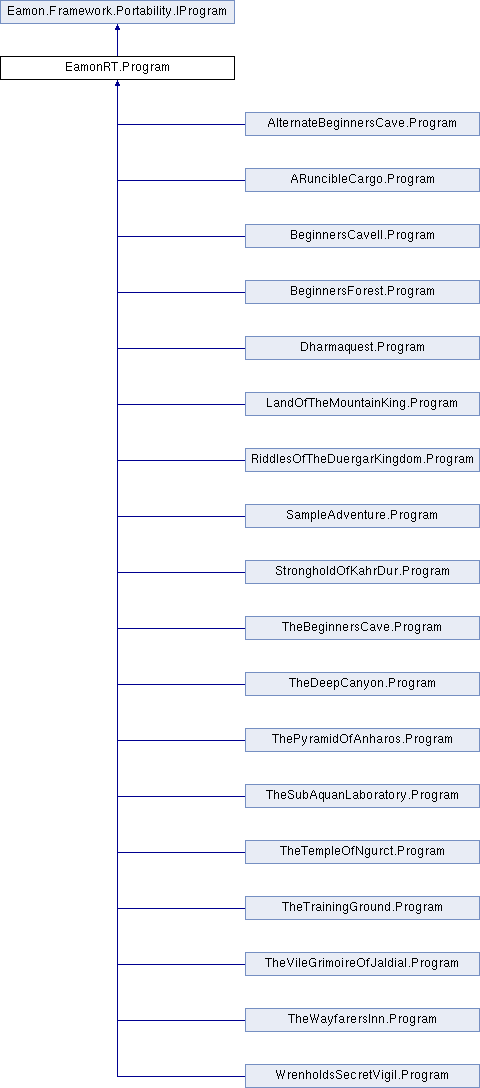 Eamon.Framework.Portability.IProgram
EamonRT.Program
AlternateBeginnersCave.Program
ARuncibleCargo.Program
BeginnersCaveII.Program
BeginnersForest.Program
Dharmaquest.Program
LandOfTheMountainKing.Program
RiddlesOfTheDuergarKingdom.Program
SampleAdventure.Program
StrongholdOfKahrDur.Program
TheBeginnersCave.Program
TheDeepCanyon.Program
ThePyramidOfAnharos.Program
TheSubAquanLaboratory.Program
TheTempleOfNgurct.Program
TheTrainingGround.Program
TheVileGrimoireOfJaldial.Program
TheWayfarersInn.Program
WrenholdsSecretVigil.Program